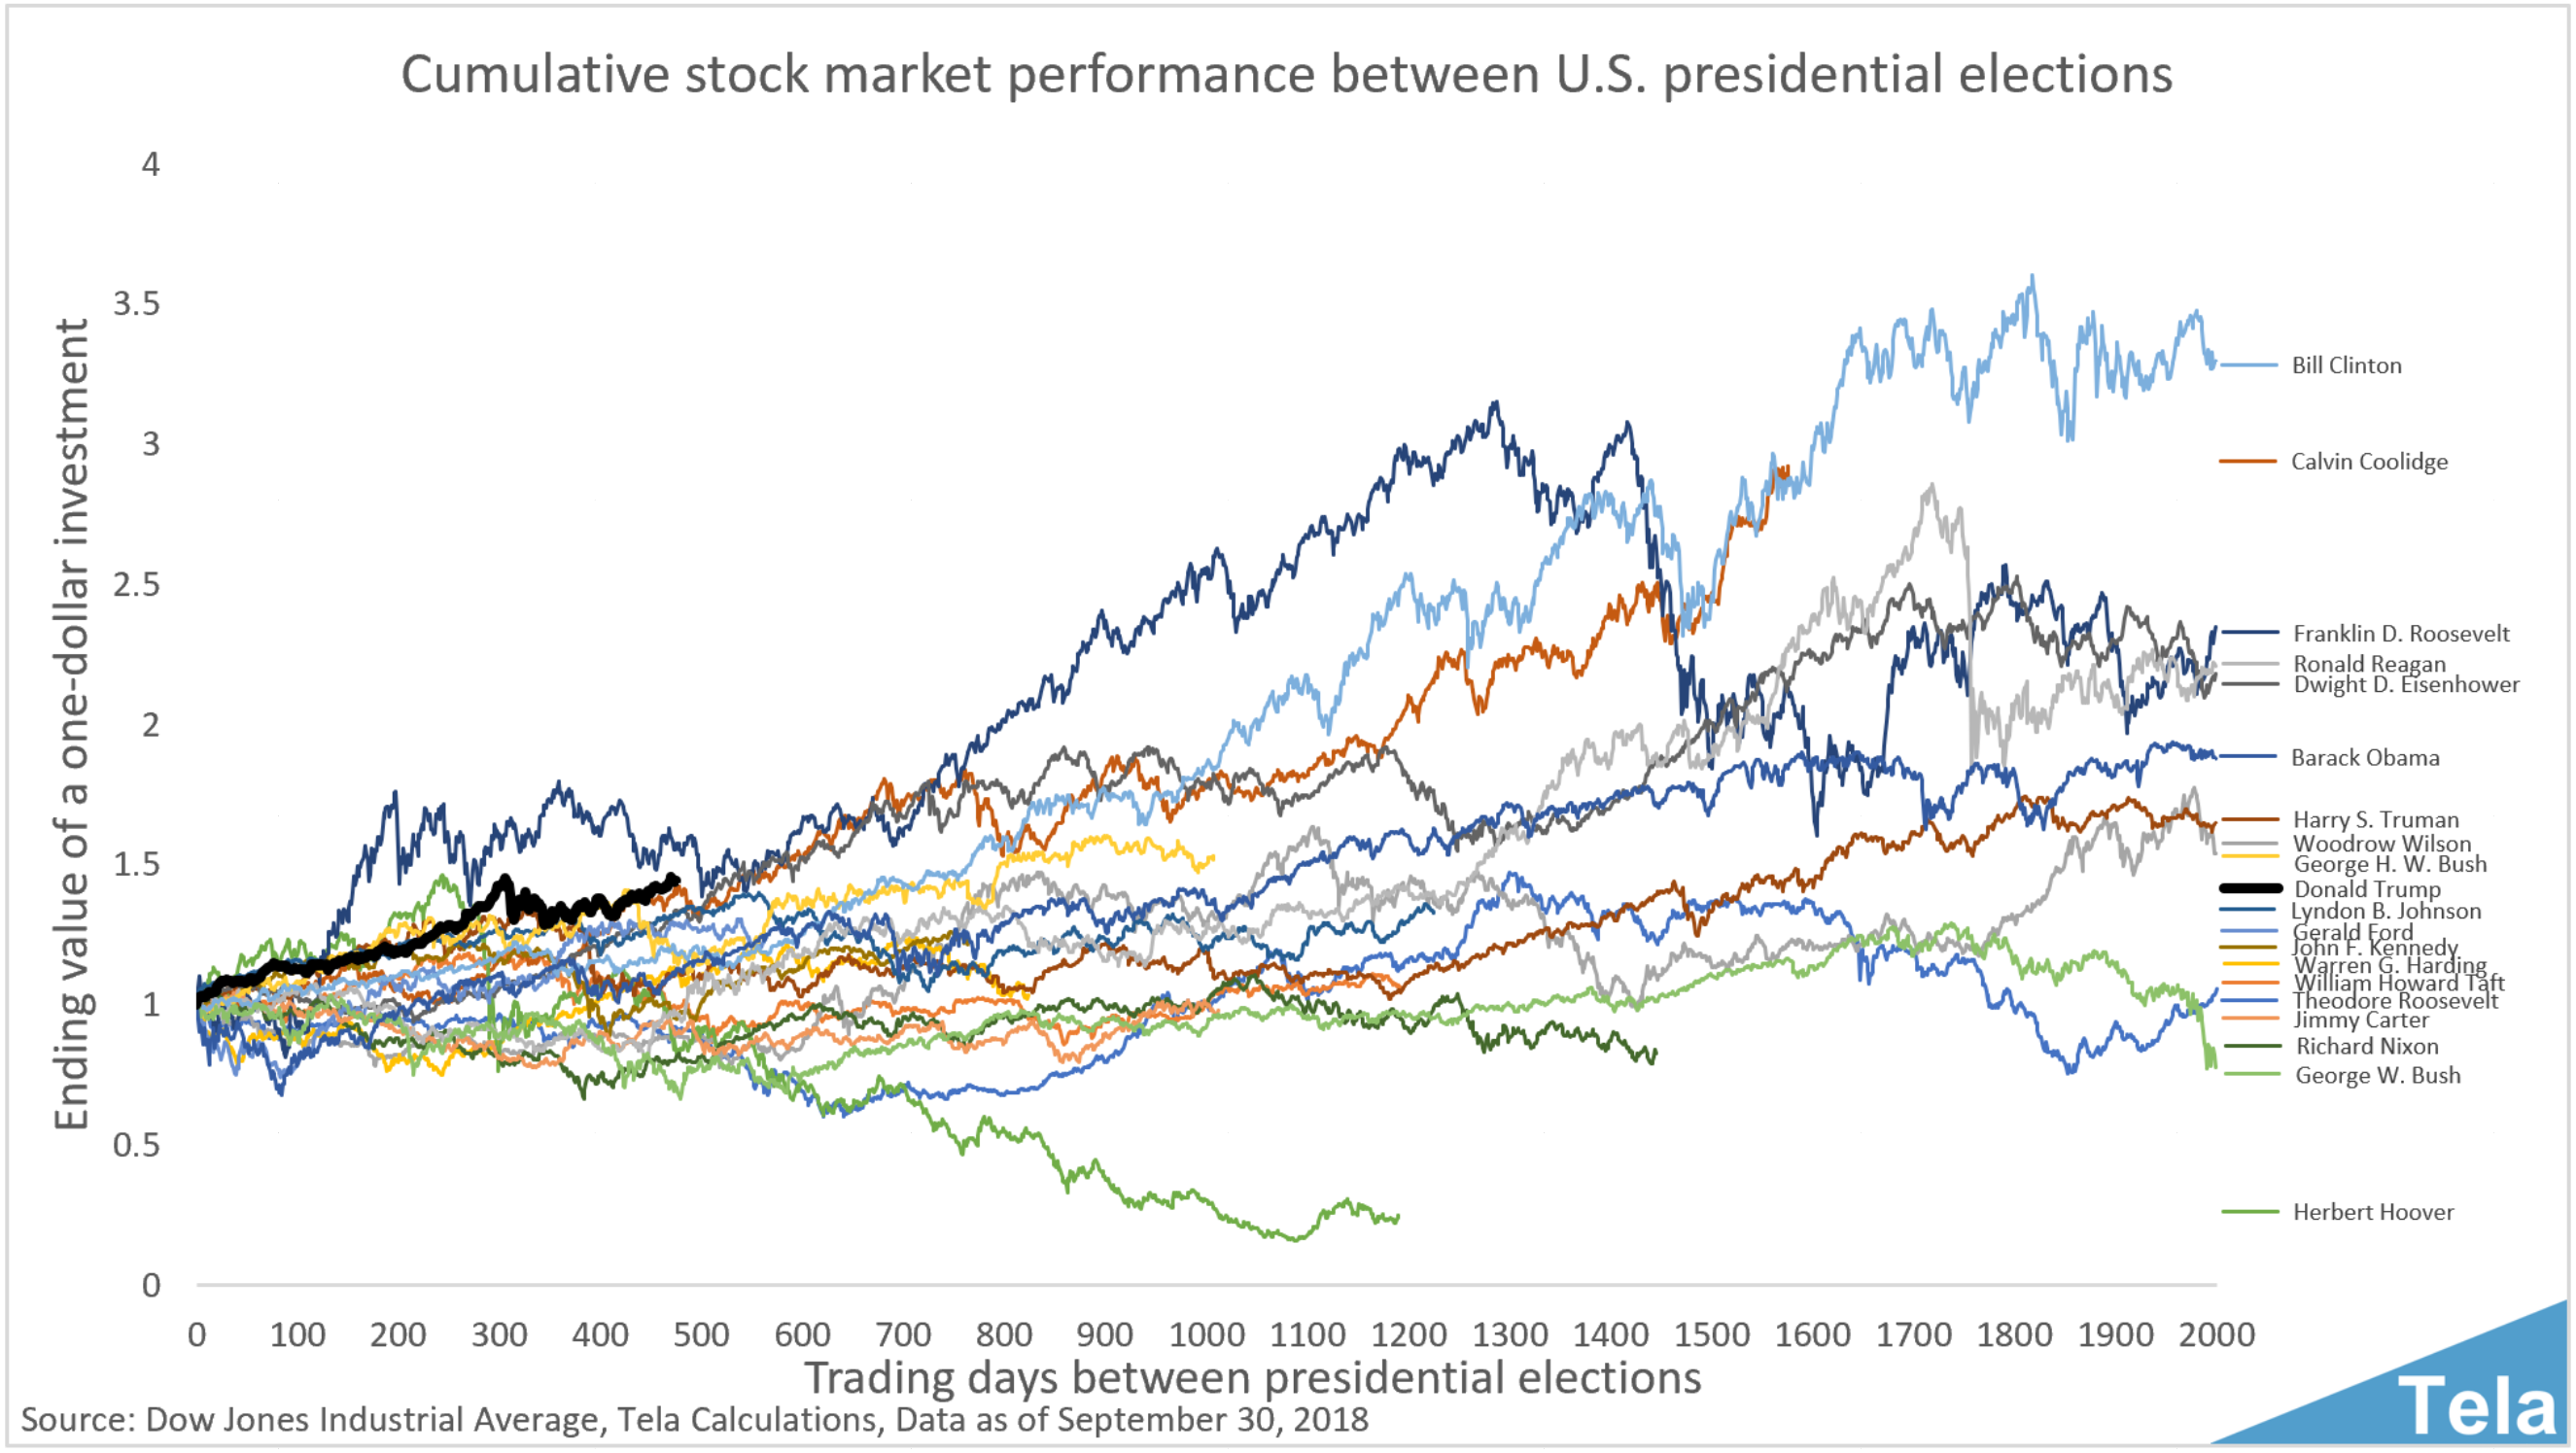 Cumulative stock market performance between U.S. presidential elections
Ending value of a one-dollar investment
4
3.5
3
2.5
2
1.5
1
0.5
0
Bill Clinton
Calvin Coolidge
Franklin D. Roosevelt
Ronald Reagan
Dwight D. Eisenhower
Barack Obama
Harry S. Truman
Woodrow Wilson
George H. W. Bush
Donald Trump
Lyndon B. Johnson
Gerald Ford
John F. Kennedy
Warren G. Harding
William Howard Taft
Theodore Roosevelt
Jimmy Carter
Richard Nixon
George W. Bush
Herbert Hoover
0 100 200 300 400 500 600 700 800 900 1000 1100 1200 1300 1400 1500 1600 1700 1800 1900 2000
Trading days between presidential elections
Source: Dow Jones Industrial Average, Tela Calculations, Data as of September 30, 2018
Tela